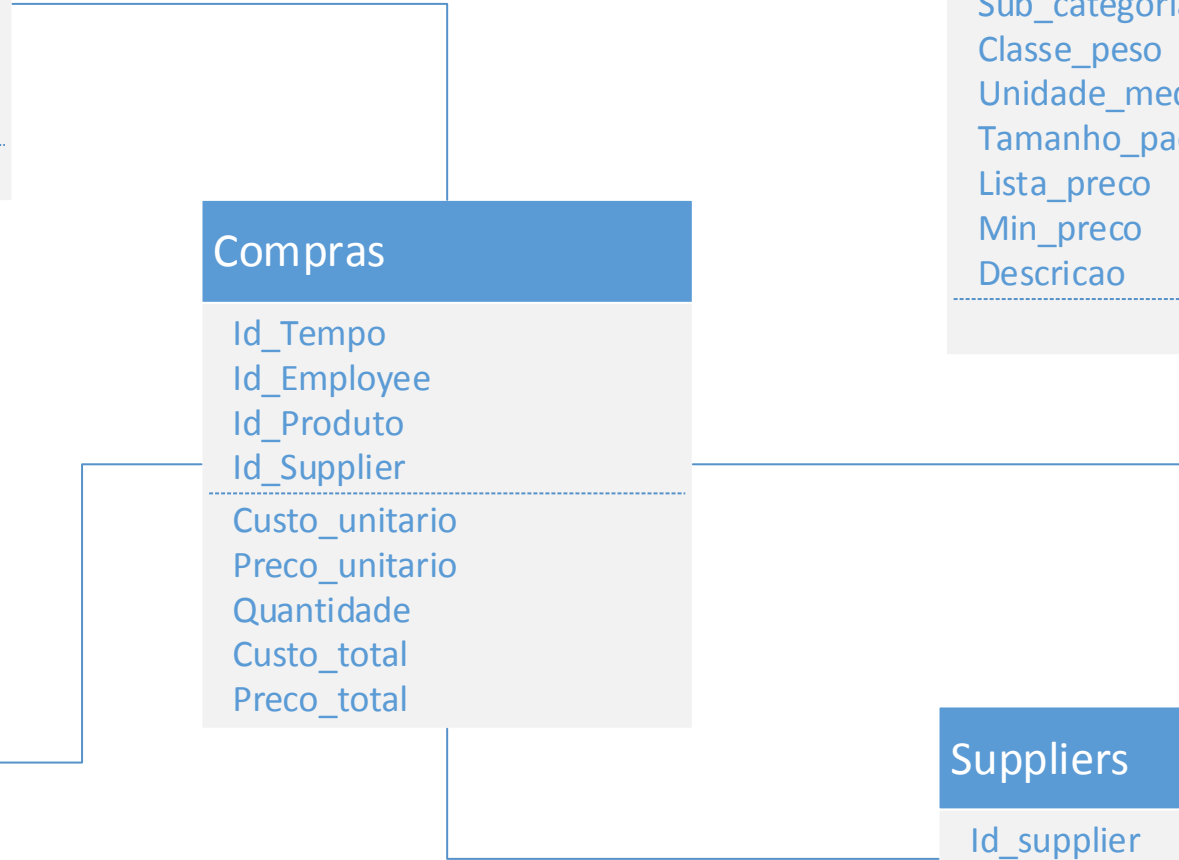 Classe_peso
Lista_preco
Min_preco
Descricao
Compras
Id_Tempo
Id_Employee
Id_Produto
Id_Supplier
Custo_unitario
Preco_unitario
Quantidade
Custo_total
Preco_total
Suppliers
Id_supplier